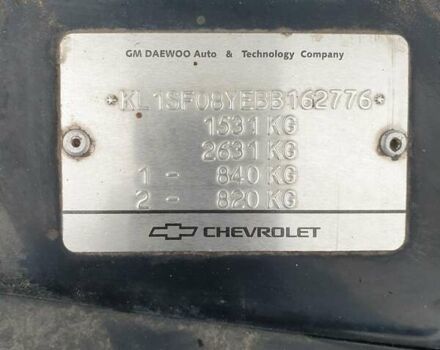 GM DAEWOO Auto & Technology Company
*KL1SF08YEBB162776*
1531 KG
2631 KG
1 - 840 KG
2 - 820 KG
CHEVROLET